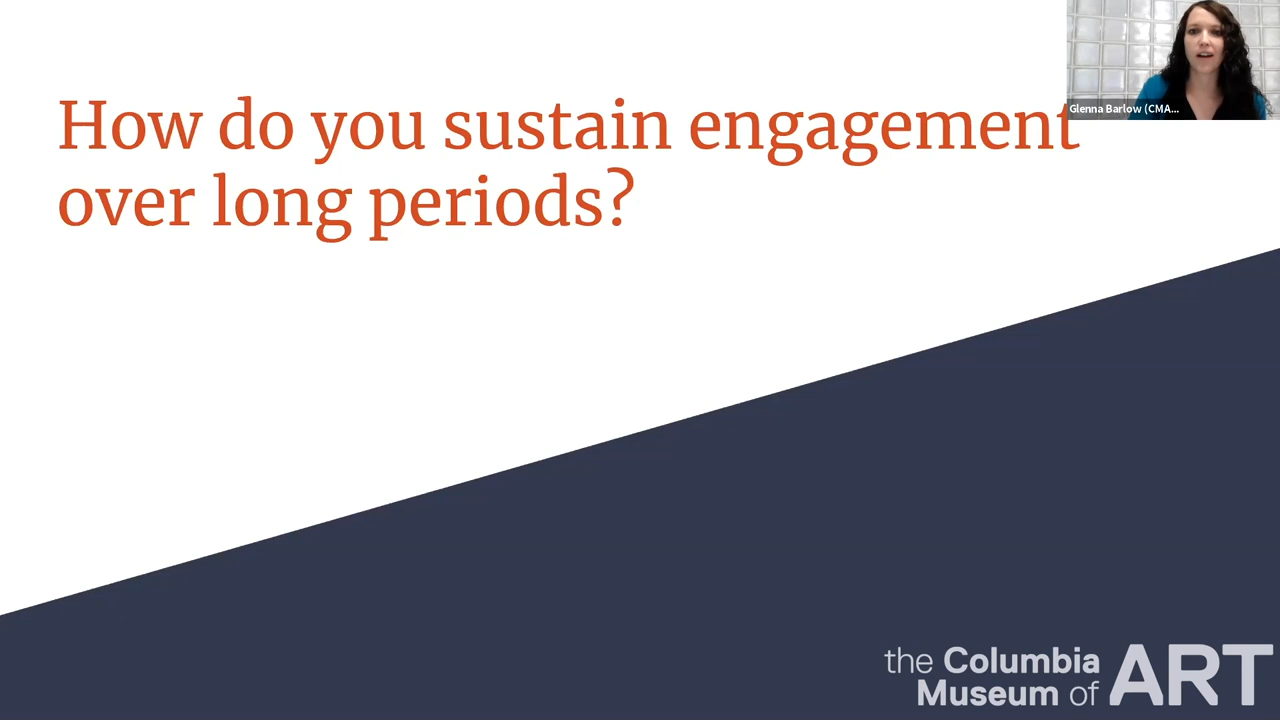 How do you sustain engagement
over long periods?
Glenna Barlow (CMA...
the Columbia
Museum of ART